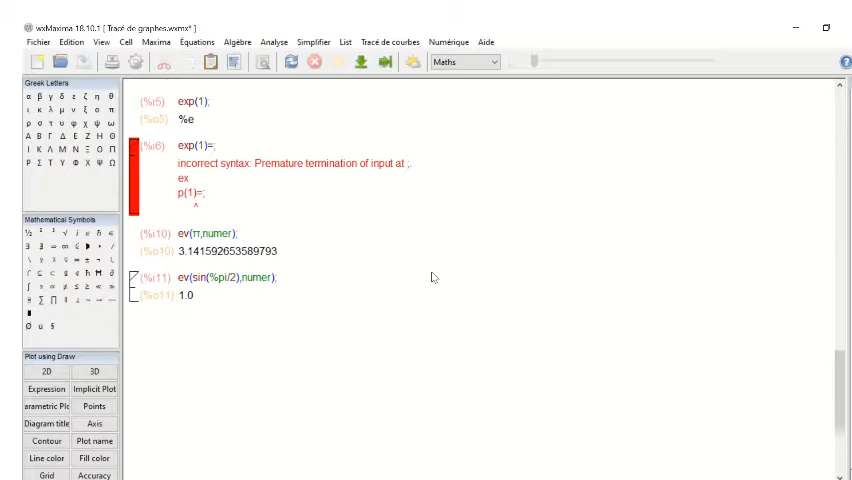 wxMaxima 18.10.1 [ Tracé de graphes.wxmx* ]
Fichier Edition View Cell Maxima Équations Algèbre Analyse Simplifier List Tracé de courbes Numérique Aide
Maths
Greek Letters
α β γ δ ε ζ η θ
ι κ λ μ ν ξ ο π
ρ σ τ υ φ χ ψ ω
Α Β Γ Δ Ε Ζ Η Θ
Ι Κ Λ Μ Ν Ξ Ο Π
Ρ Σ Τ Υ Φ Χ Ψ Ω
Mathematical Symbols
Plot using Draw
2D 3D
Expression Implicit Plot
arametric Plo Points
Diagram title Axis
Contour Plot name
Line color Fill color
Grid Accuracy
(%i5) exp(1);
(%o5) %e
(%i6) exp(1)=;
incorrect syntax: Premature termination of input at ;.
ex
p(1)=;
^
(%i10) ev(π,numer);
(%o10) 3.141592653589793
(%i11) ev(sin(%pi/2),numer);
(%o11) 1.0